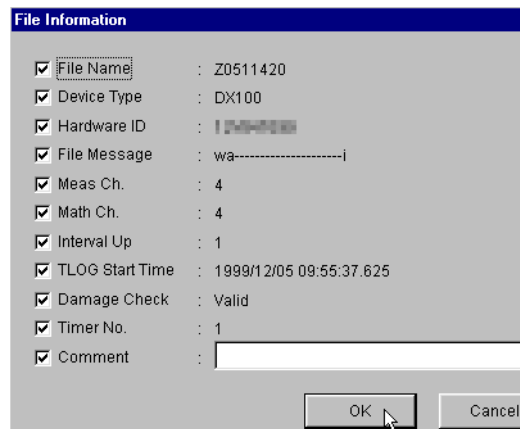 File Information
File Name : Z0511420
Device Type : DX100
Hardware ID :
File Message : wa---------------------i
Meas Ch. : 4
Math Ch. : 4
Interval Up : 1
TLOG Start Time : 1999/12/05 09:55:37.625
Damage Check : Valid
Timer No. : 1
Comment :
OK Cancel